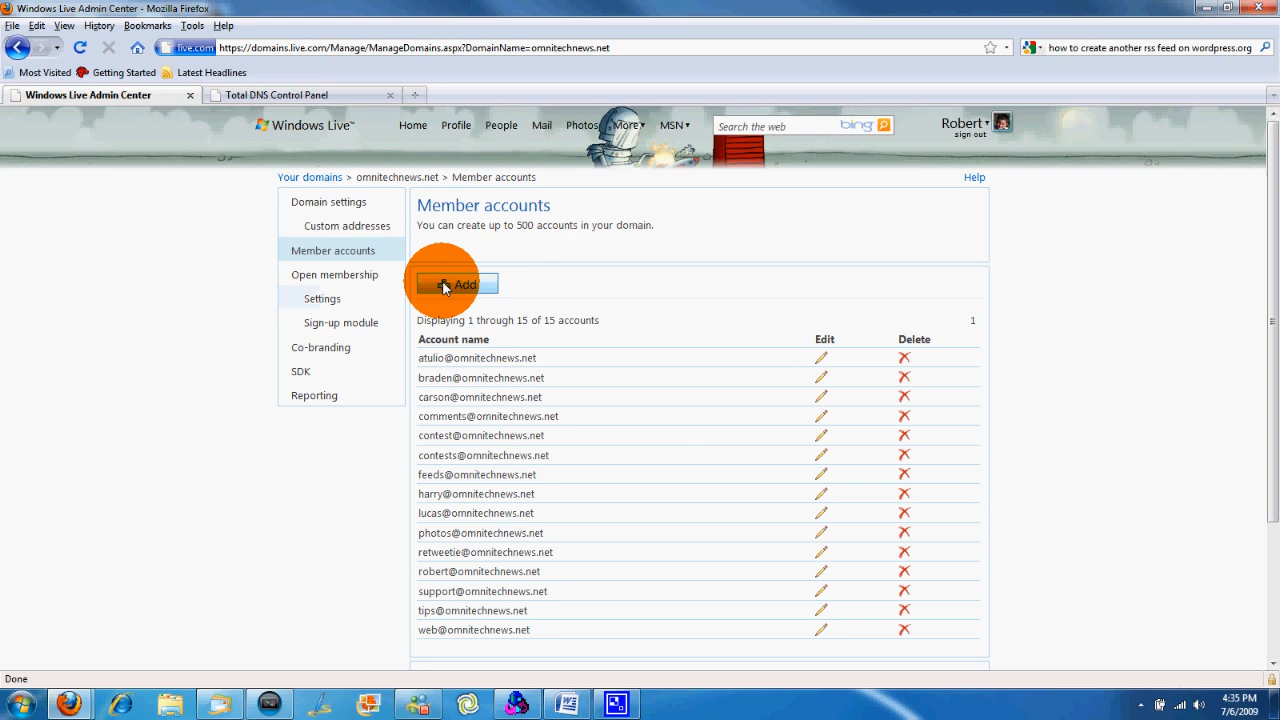 Windows Live Admin Center - Mozilla Firefox
File Edit View History Bookmarks Tools Help
live.com https://domains.live.com/Manage/ManageDomains.aspx?DomainName=omnitechnews.net how to create another rss feed on wordpress.org
Most Visited Getting Started Latest Headlines
Windows Live Admin Center Total DNS Control Panel
Windows Live™ Home Profile People Mail Photos More MSN Search the web bing Robert
sign out
Your domains > omnitechnews.net > Member accounts Help
Domain settings
Custom addresses
Member accounts
Open membership
Settings
Sign-up module
Co-branding
SDK
Reporting
Member accounts
You can create up to 500 accounts in your domain.
Add
Displaying 1 through 15 of 15 accounts 1
Account name Edit Delete
atulio@omnitechnews.net
braden@omnitechnews.net
carson@omnitechnews.net
comments@omnitechnews.net
contest@omnitechnews.net
contests@omnitechnews.net
feeds@omnitechnews.net
harry@omnitechnews.net
lucas@omnitechnews.net
photos@omnitechnews.net
retweetie@omnitechnews.net
robert@omnitechnews.net
support@omnitechnews.net
tips@omnitechnews.net
web@omnitechnews.net
Done
4:35 PM
7/6/2009